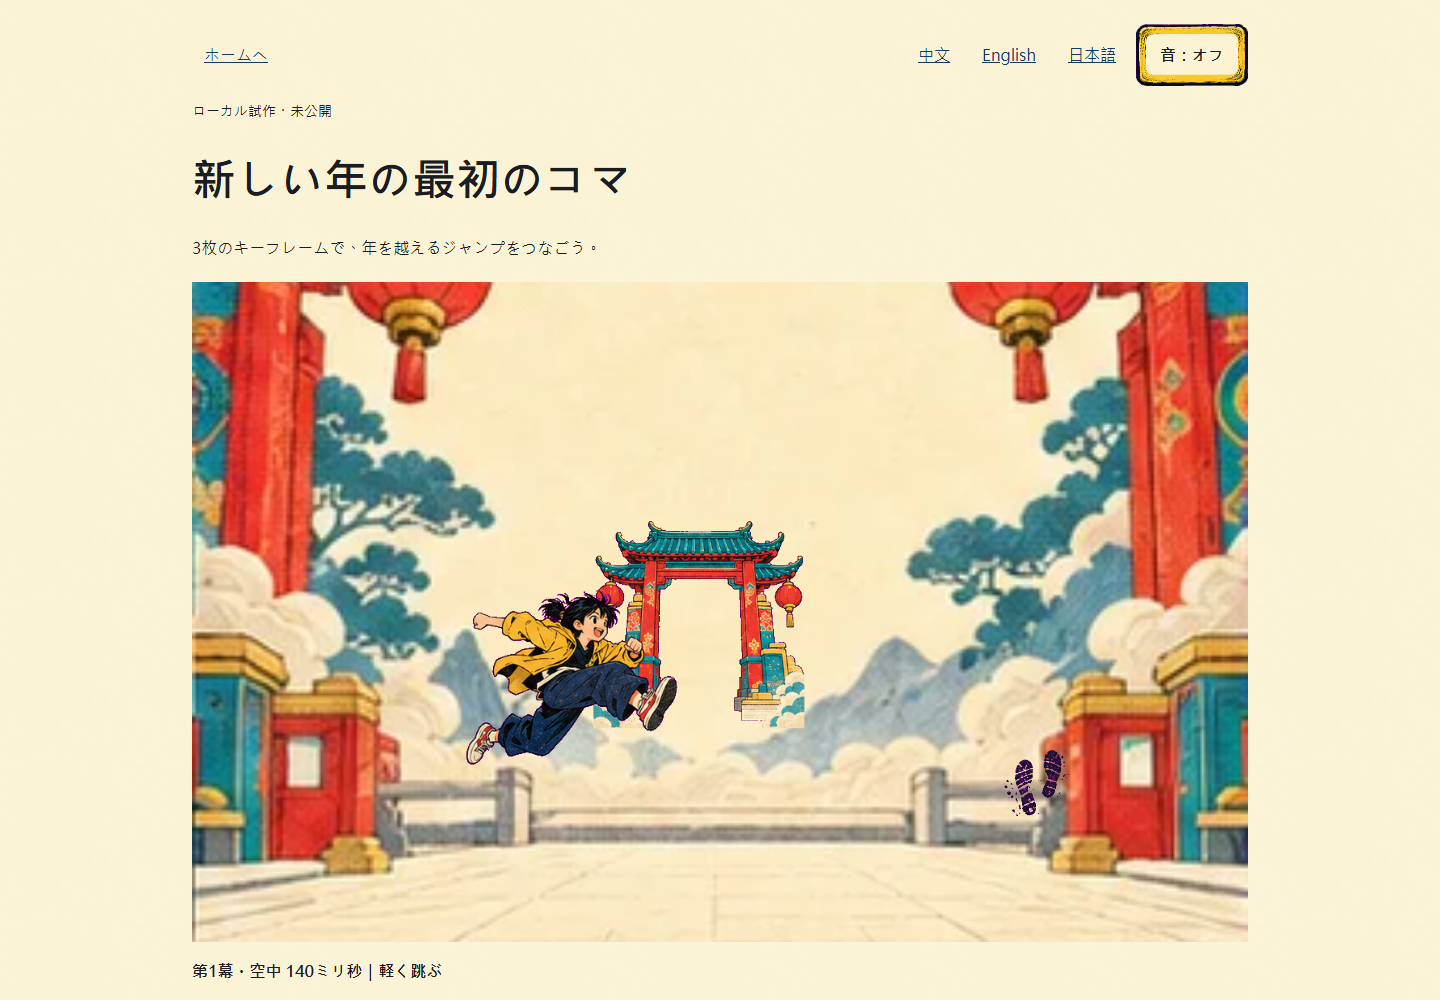 ホームへ
中文 English 日本語 音：オフ
ローカル試作・未公開
新しい年の最初のコマ
3枚のキーフレームで、年を越えるジャンプをつなごう。
第1幕・空中 140ミリ秒 | 軽く跳ぶ